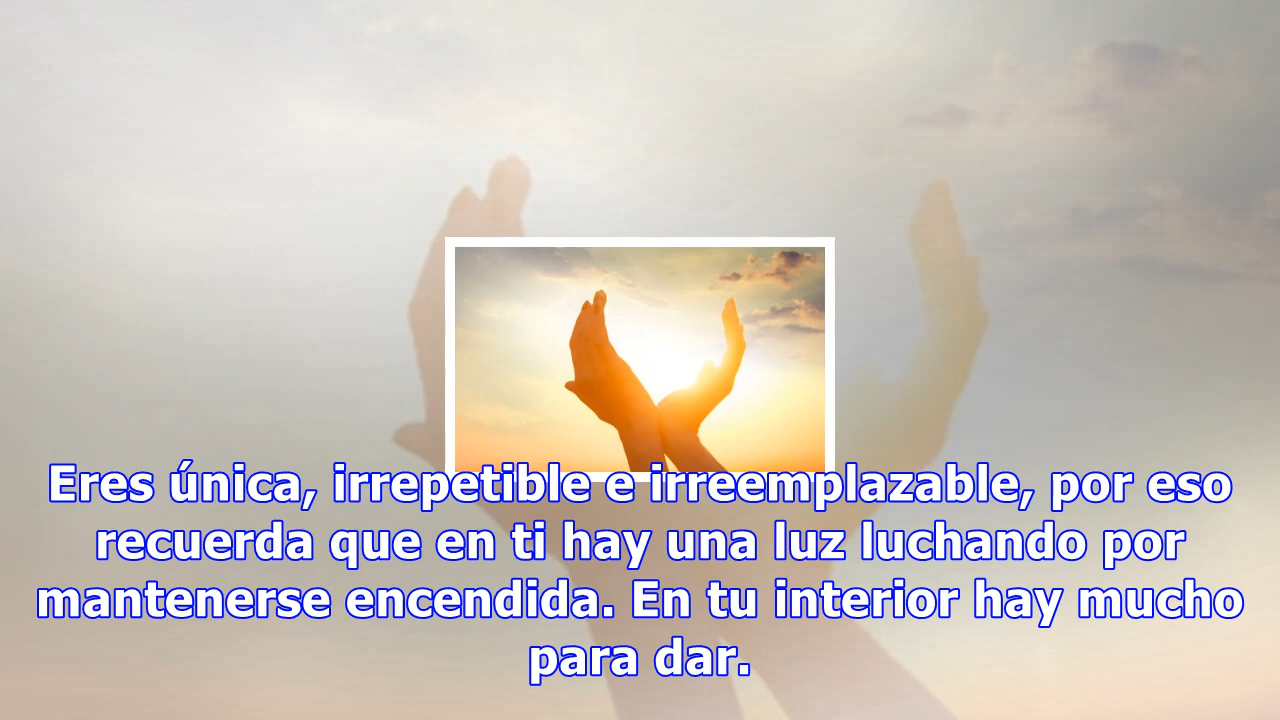 Eres única, irrepetible e irreemplazable, por eso
recuerda que en ti hay una luz luchando por
mantenerse encendida. En tu interior hay mucho
para dar.